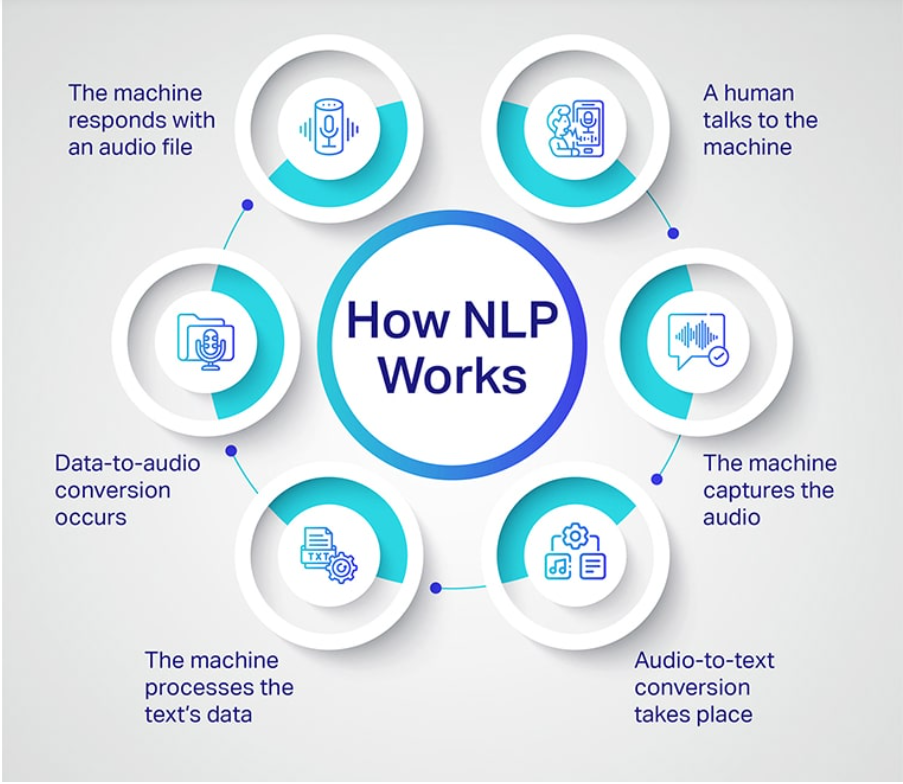 How NLP
Works
A human
talks to the
machine
The machine
captures the
audio
Audio-to-text
conversion
takes place
The machine
processes the
text's data
TXT
Data-to-audio
conversion
occurs
The machine
responds with
an audio file